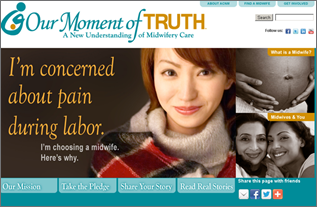 ABOUT ACNM
FIND A MIDWIFE
GET INVOLVED
Our Moment of TRUTH
A New Understanding of Midwifery Care
Search
Follow us:
What is a Midwife?
I'm concerned
about pain
during labor.
I'm choosing a midwife.
Here's why.
Midwives & You
Share this page with friends
Our Mission
Take the Pledge
Share Your Story
Read Real Stories